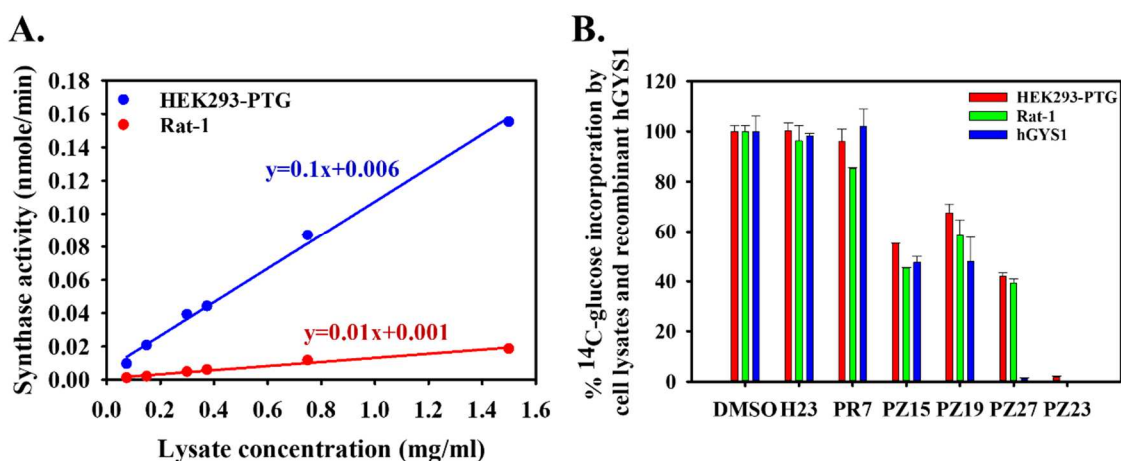 A.
Synthase activity (nmole/min)
0.18
0.16
0.14
0.12
0.10
0.08
0.06
0.04
0.02
0.00
HEK293-PTG
Rat-1
y=0.1x+0.006
y=0.01x+0.001
0.0 0.2 0.4 0.6 0.8 1.0 1.2 1.4 1.6
Lysate concentration (mg/ml)
B.
% 14C-glucose incorporation by
cell lysates and recombinant hGYS1
120
100
80
60
40
20
0
HEK293-PTG
Rat-1
hGYS1
DMSO H23 PR7 PZ15 PZ19 PZ27 PZ23